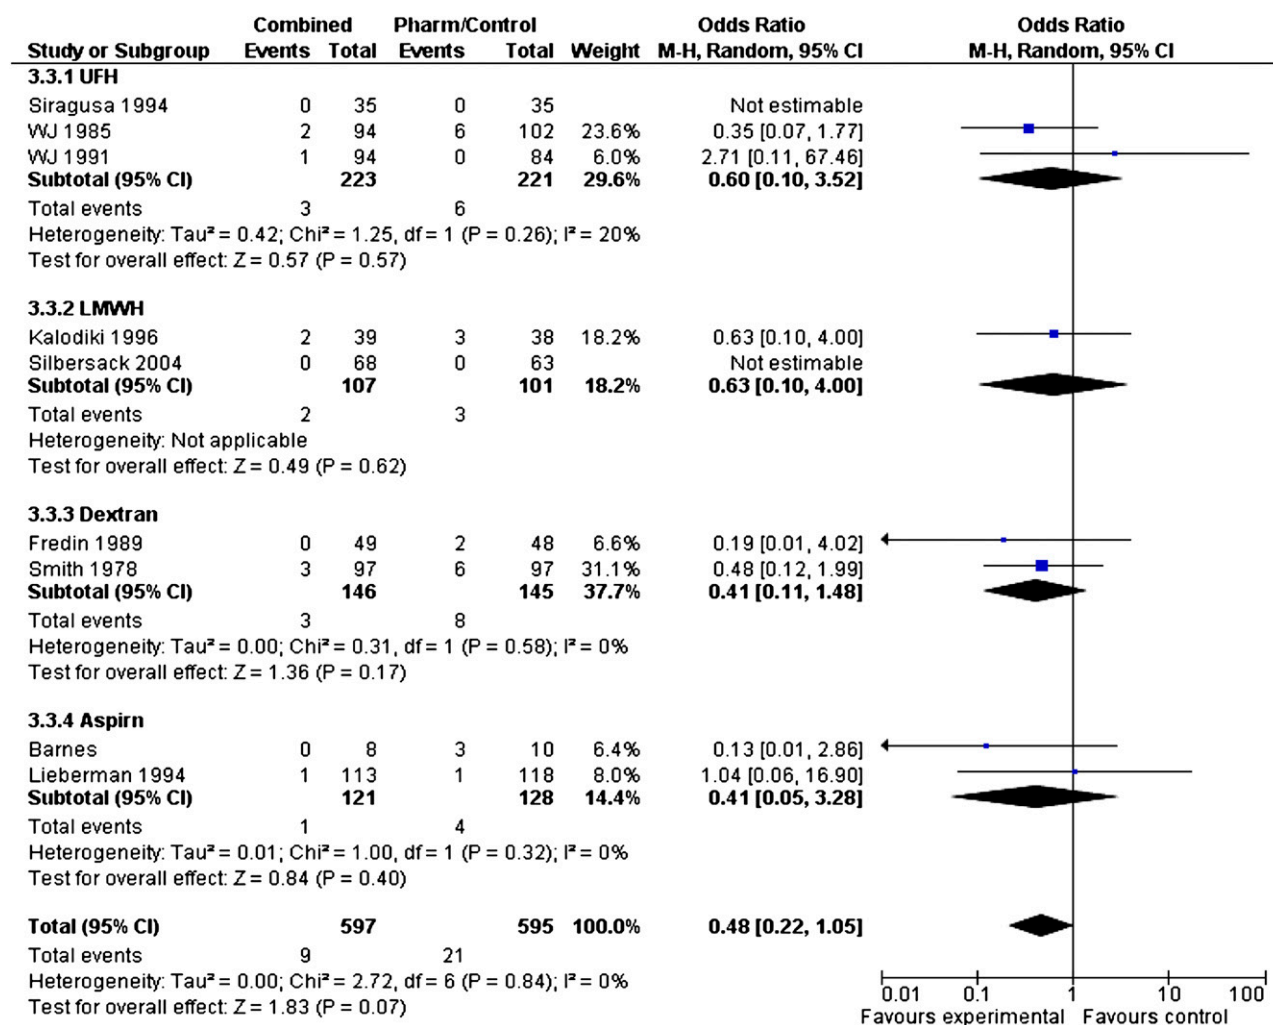 Combined Pharm/Control Odds Ratio Odds Ratio
Study or Subgroup Events Total Events Total Weight M-H, Random, 95% CI M-H, Random, 95% CI
3.3.1 UFH
Siragusa 1994 0 35 0 35 Not estimable
WJ 1985 2 94 6 102 23.6% 0.35 [0.07, 1.77]
WJ 1991 1 94 0 84 6.0% 2.71 [0.11, 67.46]
Subtotal (95% CI) 223 221 29.6% 0.60 [0.10, 3.52]
Total events 3 6
Heterogeneity: Tau² = 0.42; Chi² = 1.25, df = 1 (P = 0.26); I² = 20%
Test for overall effect: Z = 0.57 (P = 0.57)
3.3.2 LMWH
Kalodiki 1996 2 39 3 38 18.2% 0.63 [0.10, 4.00]
Silbersack 2004 0 68 0 63 Not estimable
Subtotal (95% CI) 107 101 18.2% 0.63 [0.10, 4.00]
Total events 2 3
Heterogeneity: Not applicable
Test for overall effect: Z = 0.49 (P = 0.62)
3.3.3 Dextran
Fredin 1989 0 49 2 48 6.6% 0.19 [0.01, 4.02]
Smith 1978 3 97 6 97 31.1% 0.48 [0.12, 1.99]
Subtotal (95% CI) 146 145 37.7% 0.41 [0.11, 1.48]
Total events 3 8
Heterogeneity: Tau² = 0.00; Chi² = 0.31, df = 1 (P = 0.58); I² = 0%
Test for overall effect: Z = 1.36 (P = 0.17)
3.3.4 Aspirn
Barnes 0 8 3 10 6.4% 0.13 [0.01, 2.86]
Lieberman 1994 1 113 1 118 8.0% 1.04 [0.06, 16.90]
Subtotal (95% CI) 121 128 14.4% 0.41 [0.05, 3.28]
Total events 1 4
Heterogeneity: Tau² = 0.01; Chi² = 1.00, df = 1 (P = 0.32); I² = 0%
Test for overall effect: Z = 0.84 (P = 0.40)
Total (95% CI) 597 595 100.0% 0.48 [0.22, 1.05]
Total events 9 21
Heterogeneity: Tau² = 0.00; Chi² = 2.72, df = 6 (P = 0.84); I² = 0%
Test for overall effect: Z = 1.83 (P = 0.07)
0.01 0.1 1 10 100
Favours experimental Favours control